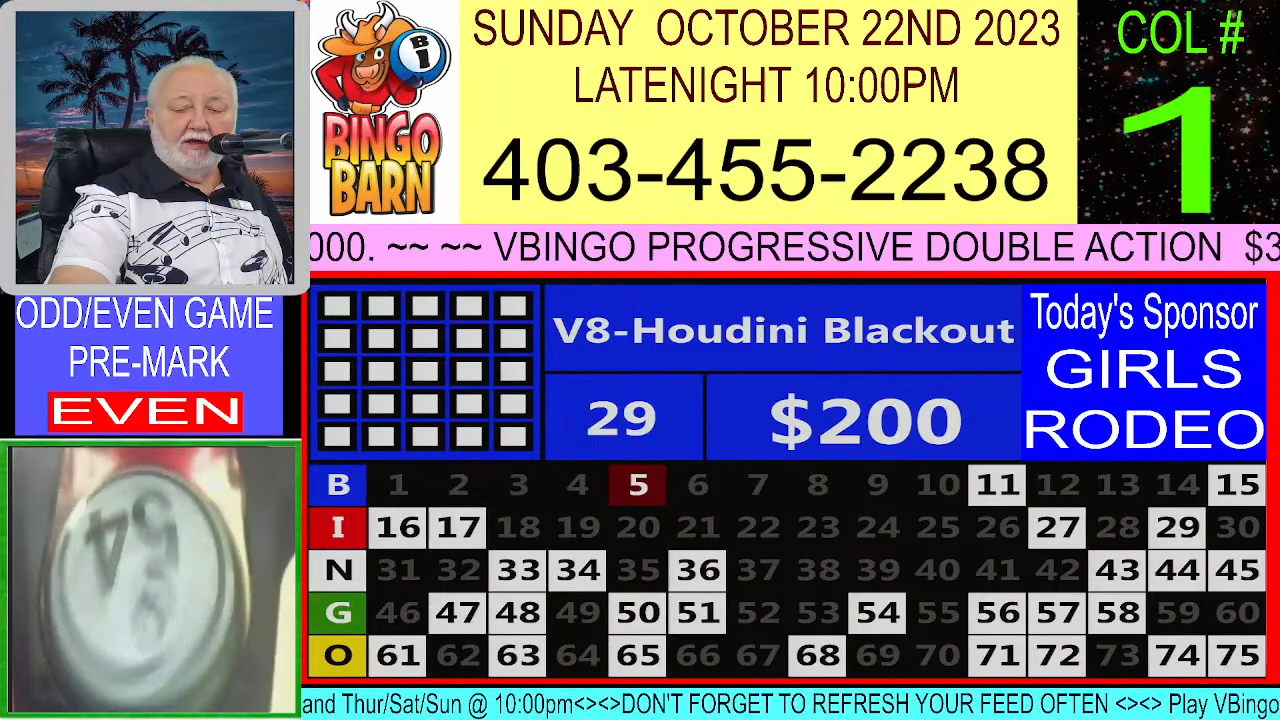 SUNDAY OCTOBER 22ND 2023
LATENIGHT 10:00PM
403-455-2238
COL #
1
BI
BINGO
BARN
000. ~~ ~~ VBINGO PROGRESSIVE DOUBLE ACTION $3
ODD/EVEN GAME
PRE-MARK
EVEN
V8-Houdini Blackout
29
$200
Today's Sponsor
GIRLS
RODEO
54
B 1 2 3 4 5 6 7 8 9 10 11 12 13 14 15
I 16 17 18 19 20 21 22 23 24 25 26 27 28 29 30
N 31 32 33 34 35 36 37 38 39 40 41 42 43 44 45
G 46 47 48 49 50 51 52 53 54 55 56 57 58 59 60
O 61 62 63 64 65 66 67 68 69 70 71 72 73 74 75
and Thur/Sat/Sun @ 10:00pm<><>DON'T FORGET TO REFRESH YOUR FEED OFTEN <><> Play VBingo